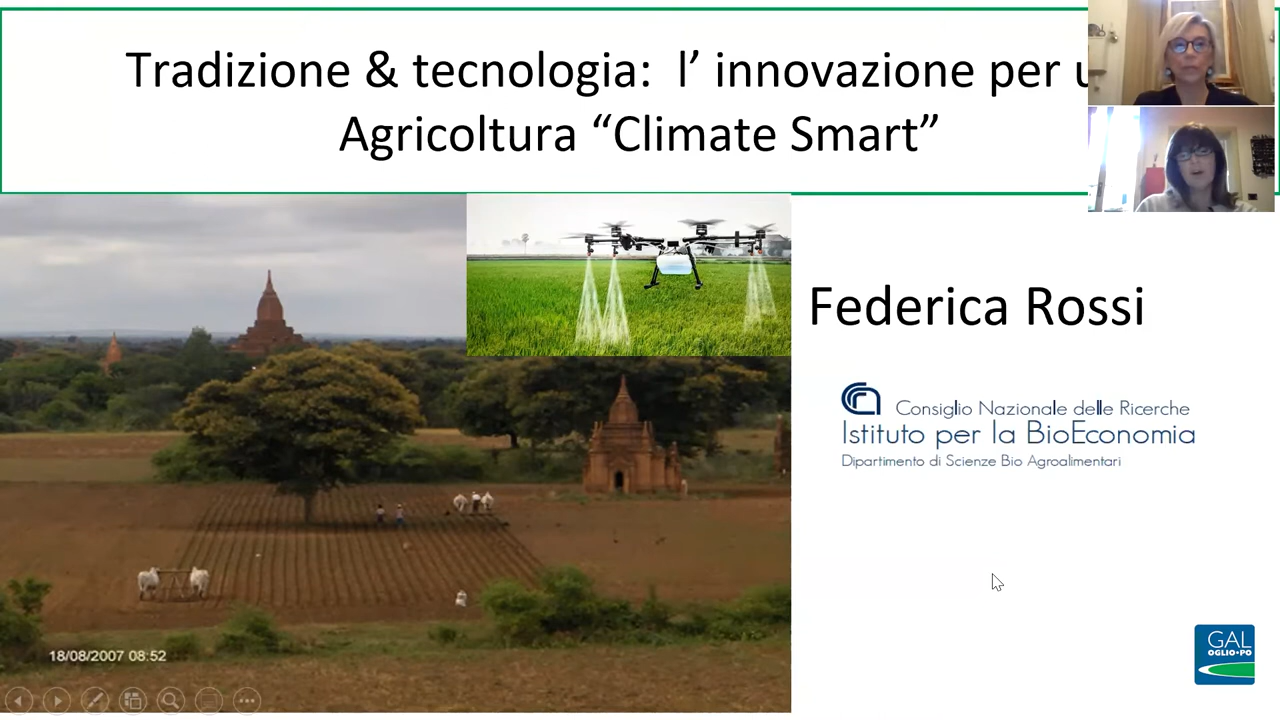 Tradizione & tecnologia: l’ innovazione per
Agricoltura “Climate Smart”
Federica Rossi
Consiglio Nazionale delle Ricerche
Istituto per la BioEconomia
Dipartimento di Scienze Bio Agroalimentari
18/08/2007 08:52
GAL
OGLIO•PO